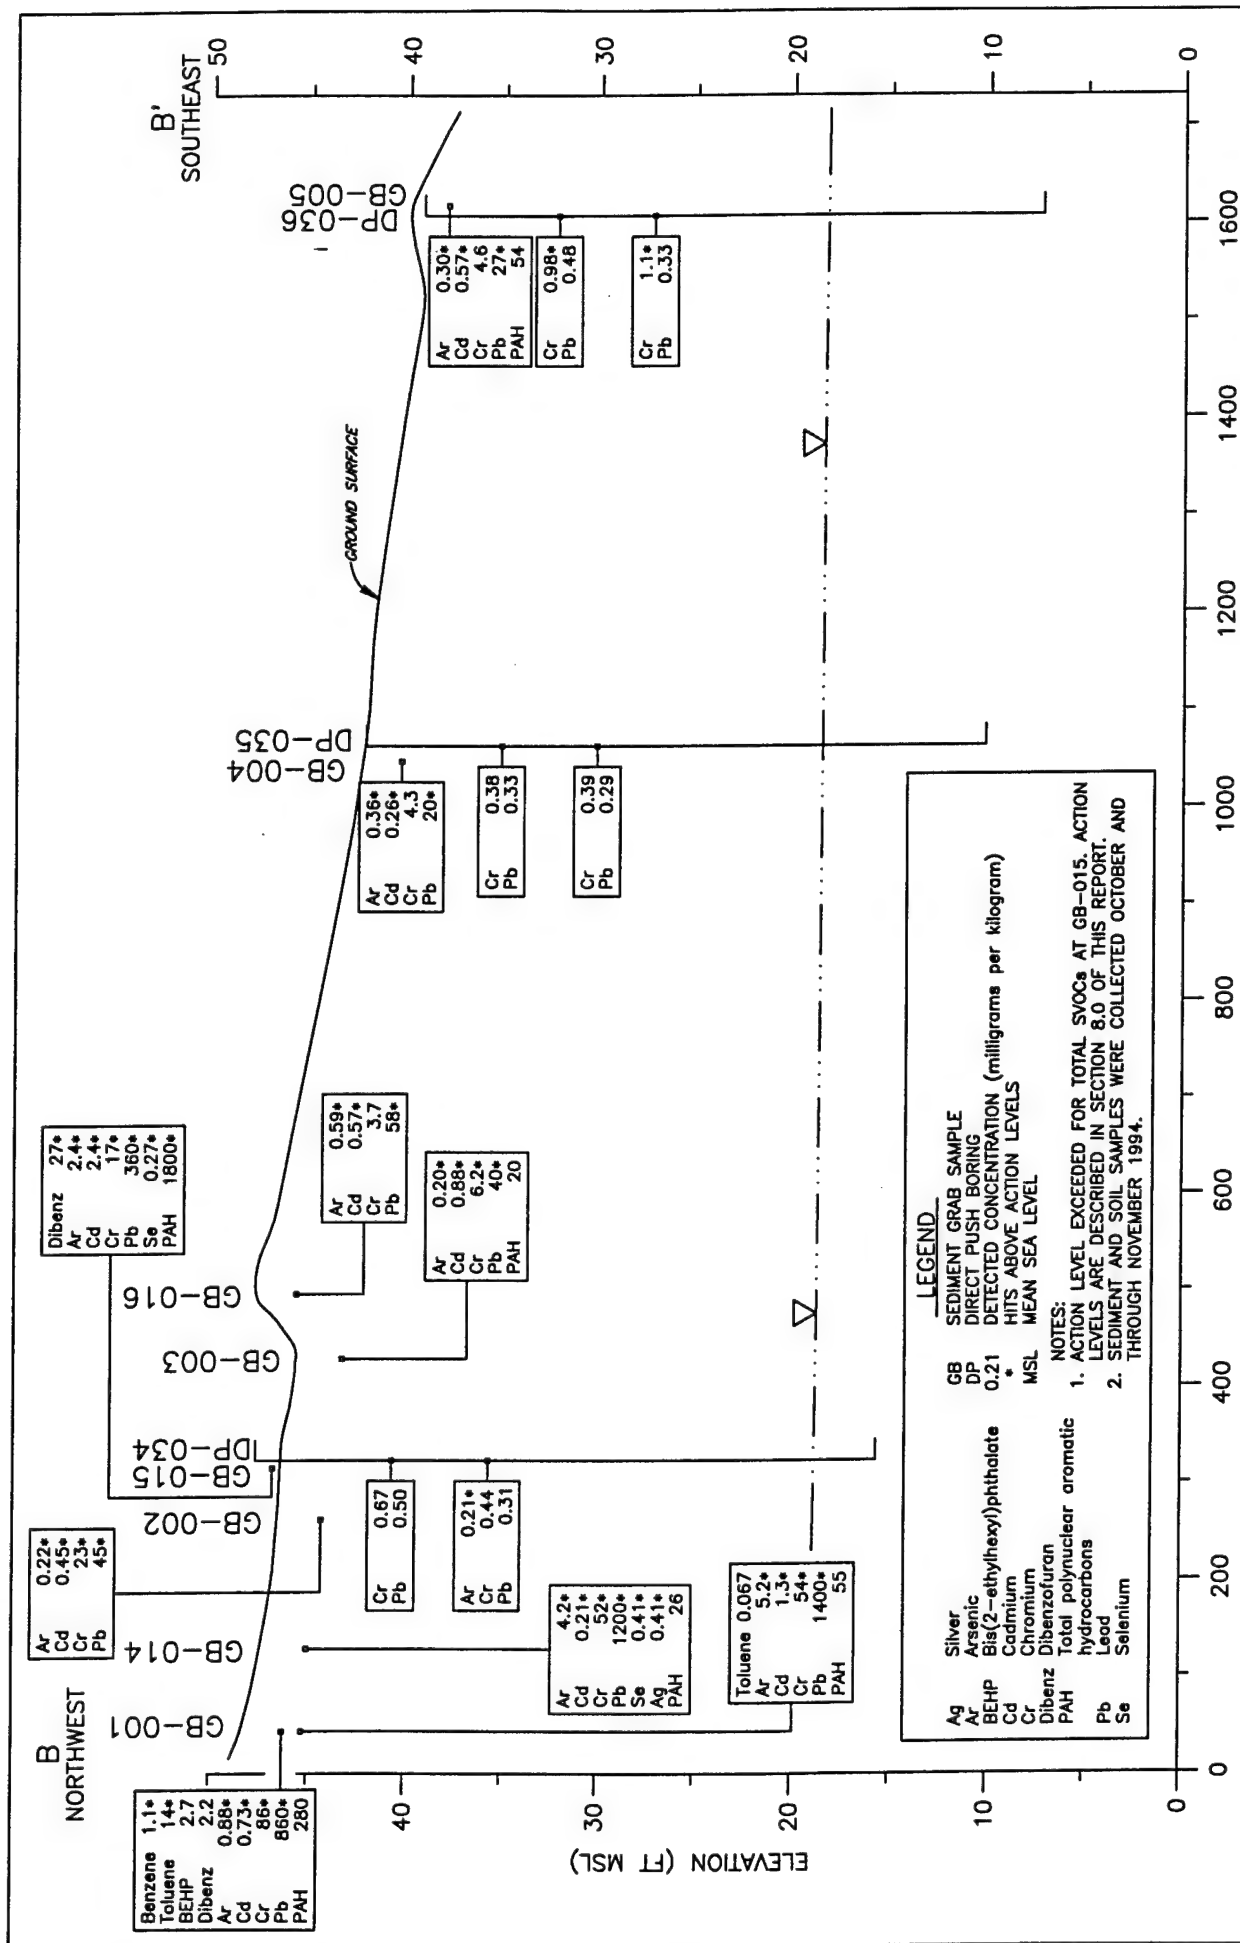 B
NORTHWEST
B'
SOUTHEAST
GB-001
GB-014
GB-002
GB-015
DP-034
GB-003
GB-016
GB-004
DP-035
DP-036
GB-005
GROUND SURFACE
Benzene 1.1*
Toluene 14*
BEHP 2.7
Dibenz 2.2
Ar 0.88*
Cd 0.73*
Cr 86*
Pb 860*
PAH 280
Ar 0.22*
Cd 0.45*
Cr 23*
Pb 45*
Dibenz 27*
Ar 2.4*
Cd 2.4*
Cr 17*
Pb 360*
Se 0.27*
PAH 1800*
Cr 0.67
Pb 0.50
Ar 0.21*
Cr 0.44
Pb 0.31
Ar 4.2*
Cd 0.21*
Cr 52*
Pb 1200*
Se 0.41*
Ag 0.41*
PAH 26
Toluene 0.067
Ar 5.2*
Cd 1.3*
Cr 54*
Pb 1400*
PAH 55
Ar 0.59*
Cd 0.57*
Cr 3.7
Pb 58*
Ar 0.20*
Cd 0.88*
Cr 6.2*
Pb 40*
PAH 20
Ar 0.36*
Cd 0.26*
Cr 4.3
Pb 20*
Cr 0.38
Pb 0.33
Cr 0.39
Pb 0.29
Ar 0.30*
Cd 0.57*
Cr 4.6
Pb 27*
PAH 54
Cr 0.98*
Pb 0.48
Cr 1.1*
Pb 0.33
ELEVATION (FT MSL)
40
30
20
10
0
50
40
30
20
10
0
0
200
400
600
800
1000
1200
1400
1600
LEGEND
Ag Silver
Ar Arsenic
BEHP Bis(2-ethylhexyl)phthalate
Cd Cadmium
Cr Chromium
Dibenz Dibenzofuran
PAH Total polynuclear aromatic
hydrocarbons
Pb Lead
Se Selenium
GB SEDIMENT GRAB SAMPLE
DP DIRECT PUSH BORING
0.21 DETECTED CONCENTRATION (milligrams per kilogram)
* HITS ABOVE ACTION LEVELS
MSL MEAN SEA LEVEL
NOTES:
1. ACTION LEVEL EXCEEDED FOR TOTAL SVOCs AT GB-015. ACTION
LEVELS ARE DESCRIBED IN SECTION 8.0 OF THIS REPORT.
2. SEDIMENT AND SOIL SAMPLES WERE COLLECTED OCTOBER AND
THROUGH NOVEMBER 1994.